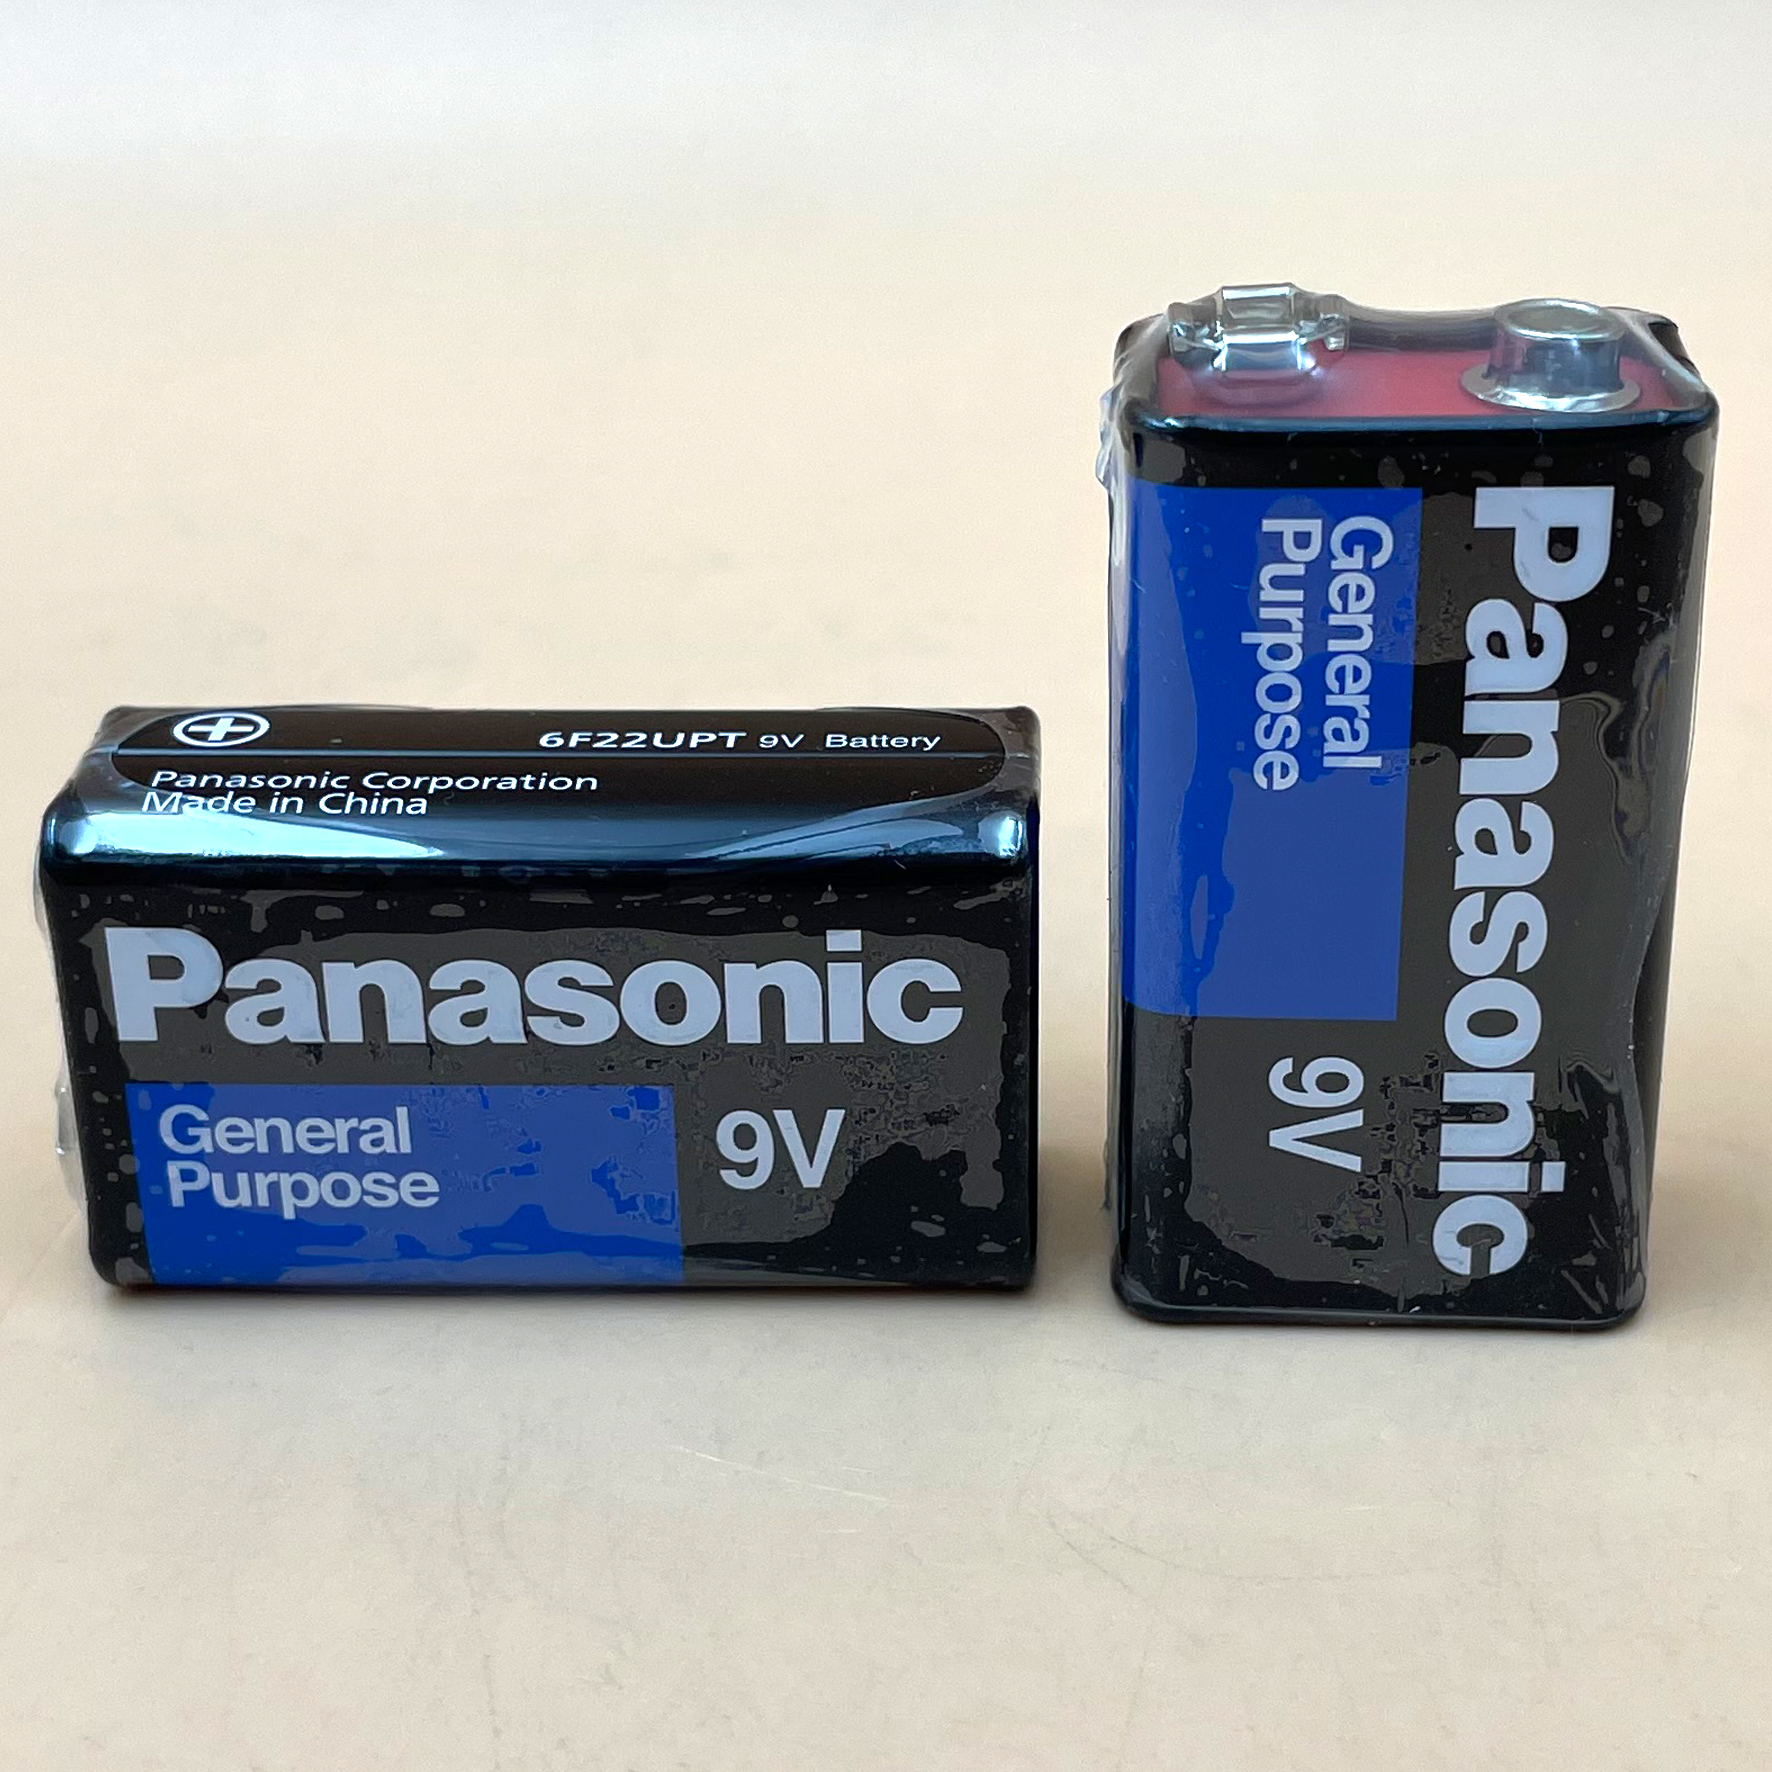 6F22UPT 9V Battery
Panasonic Corporation
Made in China
Panasonic
General
Purpose
9V
Panasonic
General
Purpose
9V